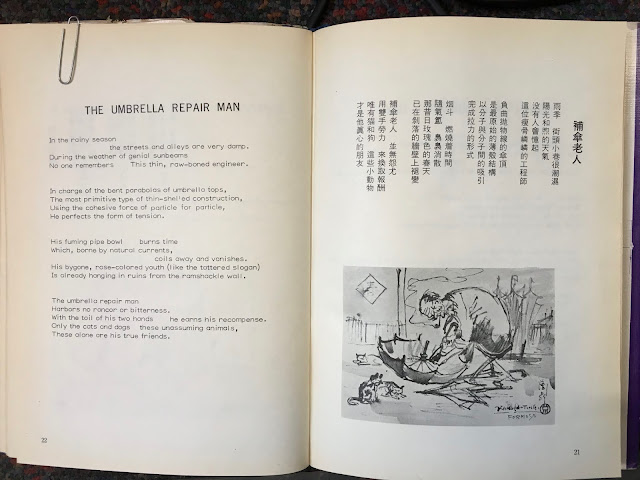 THE UMBRELLA REPAIR MAN
In the rainy season
the streets and alleys are very damp.
During the weather of genial sunbeams
No one remembers This thin, raw-boned engineer.
In charge of the bent parabolas of umbrella tops,
The most primitive type of thin-shelled construction,
Using the cohesive force of particle for particle,
He perfects the form of tension.
His fuming pipe bowl burns time
Which, borne by natural currents,
coils away and vanishes.
His bygone, rose-colored youth (like the tattered slogan)
Is already hanging in ruins from the ramshackle wall.
The umbrella repair man
Harbors no rancor or bitterness.
With the toil of his two hands he earns his recompense.
Only the cats and dogs these unassuming animals,
These alone are his true friends.
22
補傘老人
雨季 街頭小巷很潮濕
陽光和煦的天氣
没有人會憶起
這位瘦骨嶙嶙的工程師
負曲拋物線的傘頂
是最原始的薄殼結構
以分子與分子間的吸引
完成拉力的形式
烟斗 燃燒着時間
隨氣氳 裊裊消散
那昔日玫瑰色的春天
已在剝落的牆壁上褪變
補傘老人 並無怨尤
用雙手勞力 來換取報酬
唯有猫和狗 這些小動物
才是他眞心的朋友
FORMOSA
21